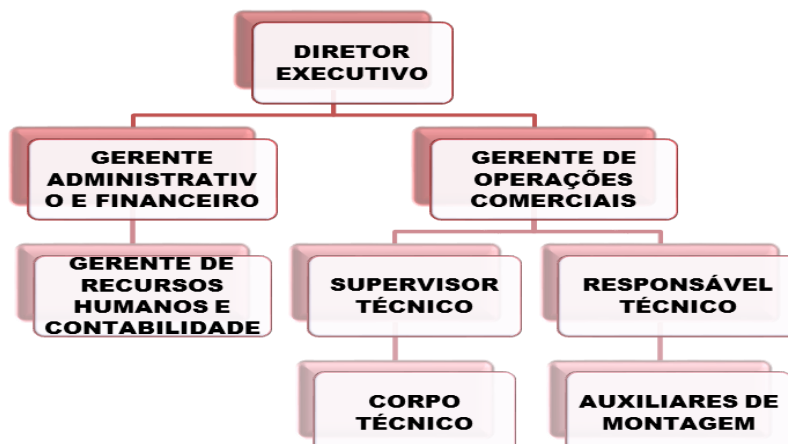 DIRETOR
EXECUTIVO
GERENTE
ADMINISTRATIV
O E FINANCEIRO
GERENTE DE
OPERAÇÕES
COMERCIAIS
GERENTE DE
RECURSOS
HUMANOS E
CONTABILIDADE
SUPERVISOR
TÉCNICO
RESPONSÁVEL
TÉCNICO
CORPO
TÉCNICO
AUXILIARES DE
MONTAGEM